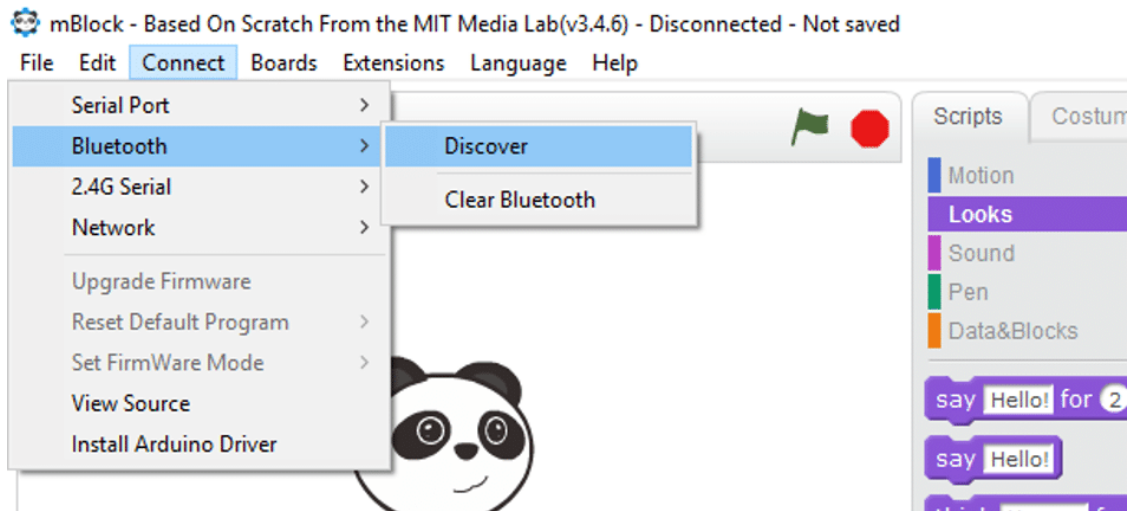 mBlock - Based On Scratch From the MIT Media Lab(v3.4.6) - Disconnected - Not saved
File Edit Connect Boards Extensions Language Help
Serial Port
Bluetooth
2.4G Serial
Network
Upgrade Firmware
Reset Default Program
Set FirmWare Mode
View Source
Install Arduino Driver
Discover
Clear Bluetooth
Scripts
Motion
Looks
Sound
Pen
Data&Blocks
say Hello! for 2
say Hello!